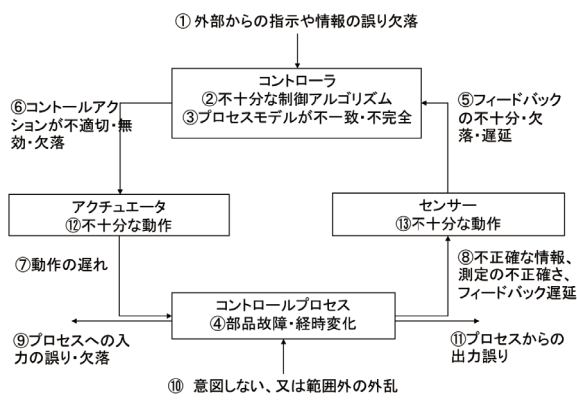 ① 外部からの指示や情報の誤り欠落
コントローラ
②不十分な制御アルゴリズム
③プロセスモデルが不一致・不完全
⑥コントールアク
ションが不適切・無
効・欠落
⑤フィードバック
の不十分・欠
落・遅延
アクチュエータ
⑫不十分な動作
センサー
⑬不十分な動作
⑦動作の遅れ
⑧不正確な情報、
測定の不正確さ、
フィードバック遅延
コントロールプロセス
④部品故障・経時変化
⑨プロセスへの入
力の誤り・欠落
⑪プロセスからの
出力誤り
⑩ 意図しない、又は範囲外の外乱